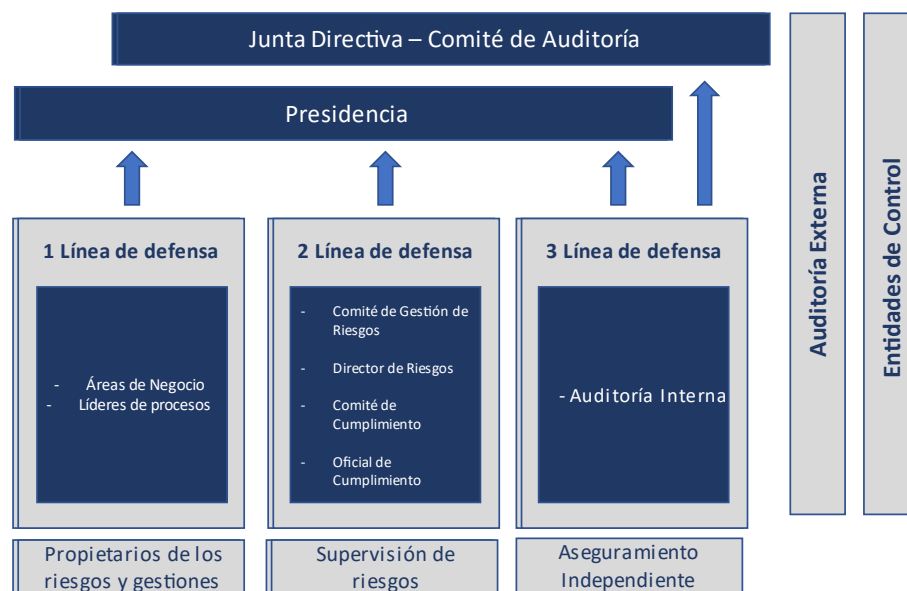 Junta Directiva – Comité de Auditoría
Presidencia
1 Línea de defensa
- Áreas de Negocio
- Líderes de procesos
Propietarios de los
riesgos y gestiones
2 Línea de defensa
- Comité de Gestión de
Riesgos
- Director de Riesgos
- Comité de
Cumplimiento
- Oficial de
Cumplimiento
Supervisión de
riesgos
3 Línea de defensa
- Auditoría Interna
Aseguramiento
Independiente
Auditoría Externa
Entidades de Control